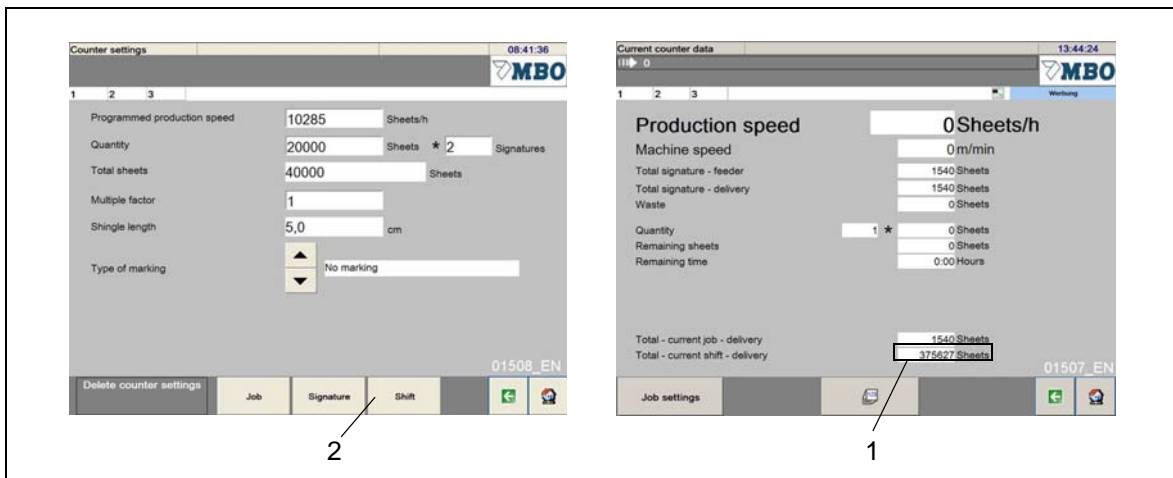 Counter settings 08:41:36
MBO
1 2 3
Programmed production speed 10285 Sheets/h
Quantity 20000 Sheets * 2 Signatures
Total sheets 40000 Sheets
Multiple factor 1
Shingle length 5,0 cm
Type of marking No marking
01508_EN
Delete counter settings Job Signature Shift
2
Current counter data 13:44:24
0
MBO
1 2 3 Werbung
Production speed 0 Sheets/h
Machine speed 0 m/min
Total signature - feeder 1540 Sheets
Total signature - delivery 1540 Sheets
Waste 0 Sheets
Quantity 1 * 0 Sheets
Remaining sheets 0 Sheets
Remaining time 0:00 Hours
Total - current job - delivery 1540 Sheets
Total - current shift - delivery 375627 Sheets
01507_EN
Job settings
1